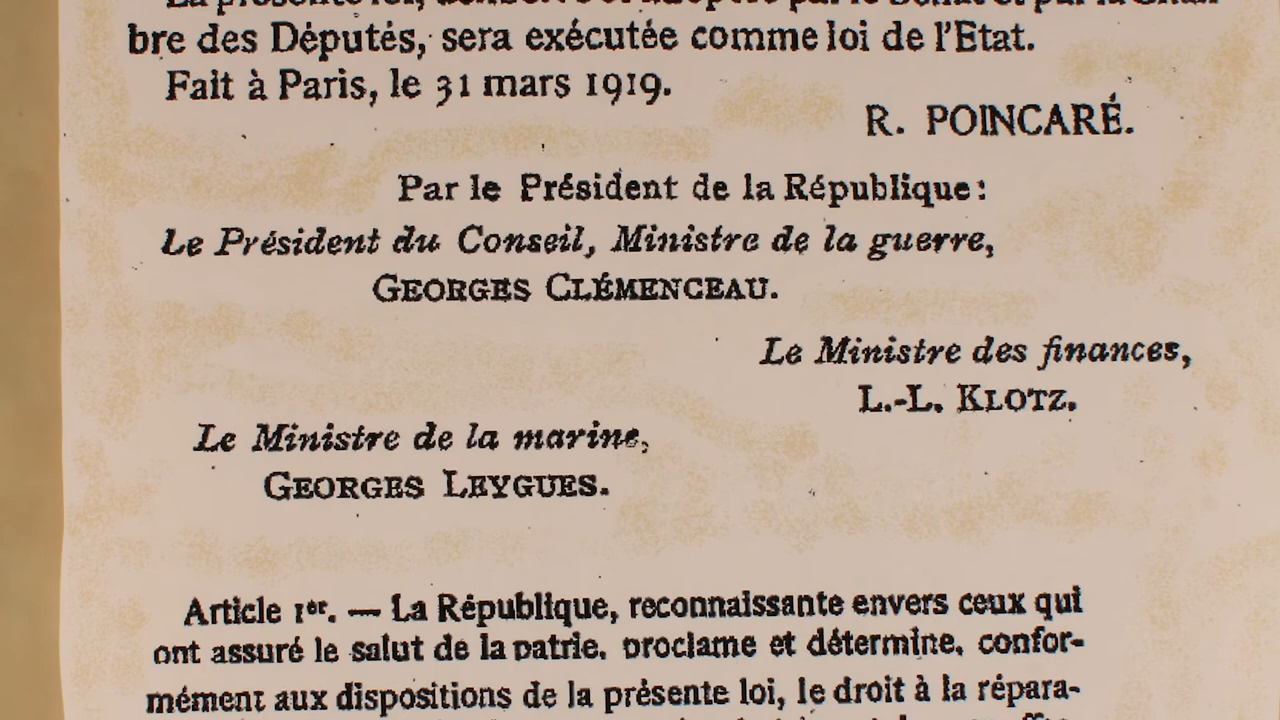 La présente loi,
bre des Députés, sera exécutée comme loi de l'Etat.
Fait à Paris, le 31 mars 1919.
R. POINCARÉ.
Par le Président de la République:
Le Président du Conseil, Ministre de la guerre,
GEORGES CLÉMENCEAU.
Le Ministre des finances,
L.-L. KLOTZ.
Le Ministre de la marine,
GEORGES LEYGUES.
Article 1er. — La République, reconnaissante envers ceux qui
ont assuré le salut de la patrie, proclame et détermine, confor-
mément aux dispositions de la présente loi, le droit à la répara-